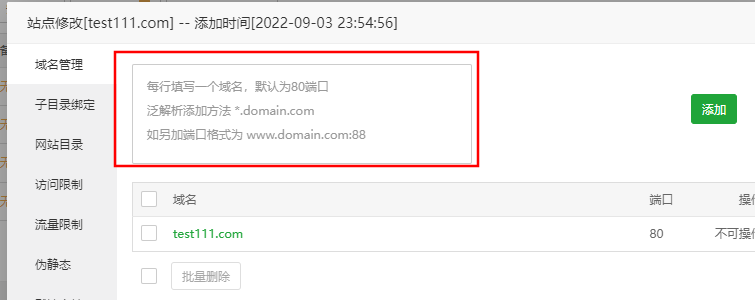 站点修改[test111.com] -- 添加时间[2022-09-03 23:54:56]
域名管理
子目录绑定
网站目录
访问限制
流量限制
伪静态
每行填写一个域名，默认为80端口
泛解析添加方法 *.domain.com
如另加端口格式为 www.domain.com:88
添加
域名 端口
test111.com 80 不可操
批量删除